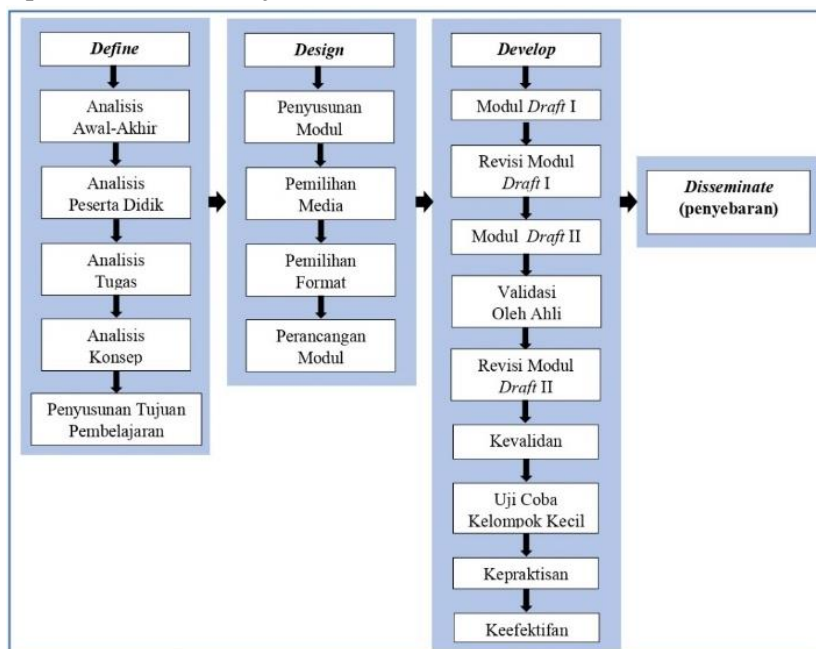 Define
Analisis
Awal-Akhir
Analisis
Peserta Didik
Analisis
Tugas
Analisis
Konsep
Penyusunan Tujuan
Pembelajaran
Design
Penyusunan
Modul
Pemilihan
Media
Pemilihan
Format
Perancangan
Modul
Develop
Modul Draft I
Revisi Modul
Draft I
Modul Draft II
Validasi
Oleh Ahli
Revisi Modul
Draft II
Kevalidan
Uji Coba
Kelompok Kecil
Kepraktisan
Keefektifan
Disseminate
(penyebaran)